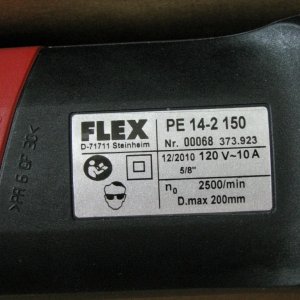 FLEX
D-71711 Steinheim
PE 14-2 150
Nr. 00068 373.923
12/2010 120 V~10 A
5/8"
n₀ 2500/min
D.max 200mm